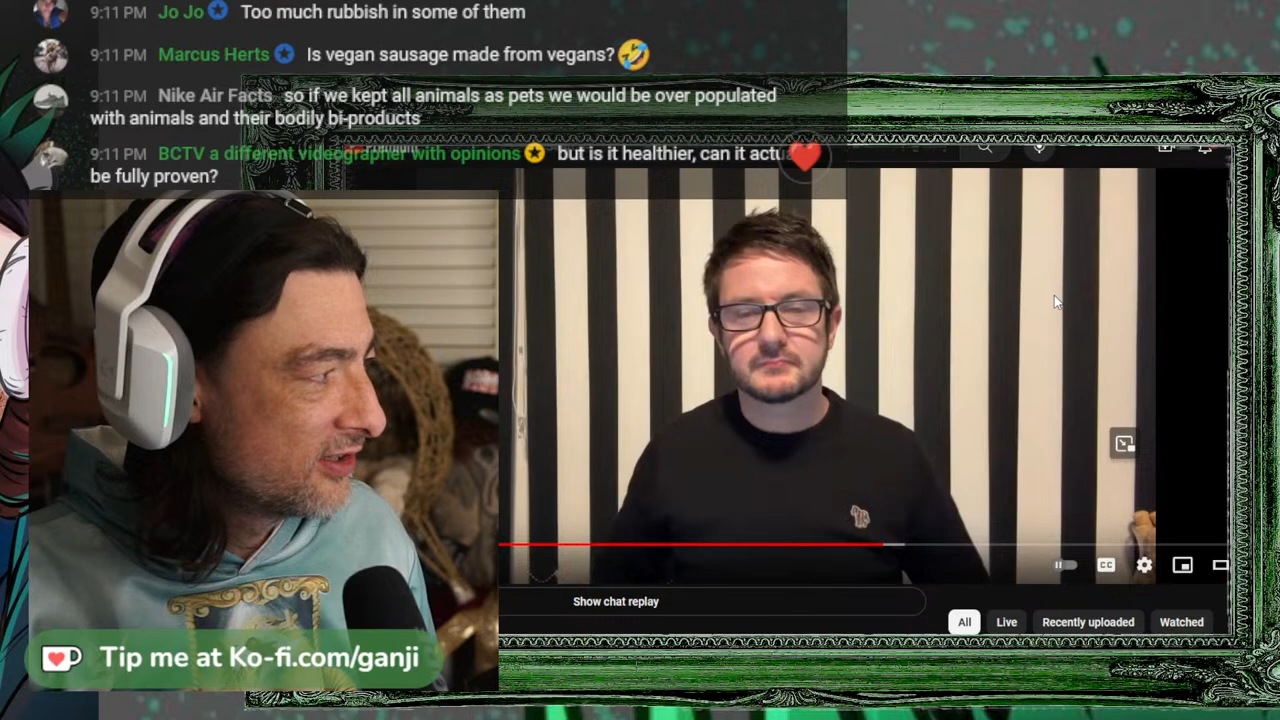 9:11 PM Jo Jo Too much rubbish in some of them
9:11 PM Marcus Herts Is vegan sausage made from vegans?🤣
9:11 PM Nike Air Facts so if we kept all animals as pets we would be over populated
with animals and their bodily bi-products
9:11 PM BCTV a different videographer with opinions but is it healthier, can it actu
be fully proven?
CC
Show chat replay
All Live Recently uploaded Watched
Tip me at Ko-fi.com/ganji